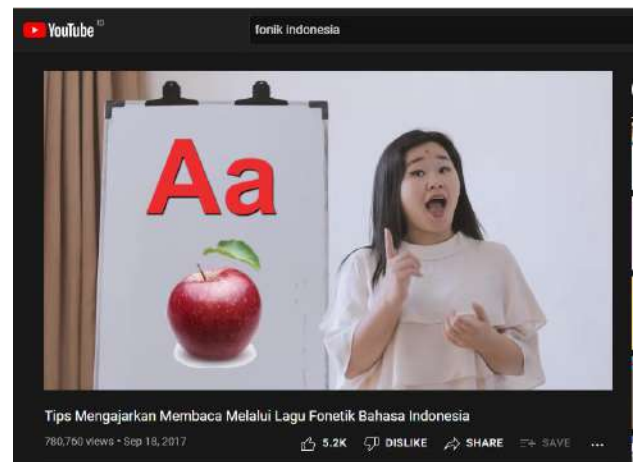 YouTube ID
fonik indonesia
Aa
Tips Mengajarkan Membaca Melalui Lagu Fonetik Bahasa Indonesia
780,760 views • Sep 18, 2017
5.2K DISLIKE SHARE SAVE ...